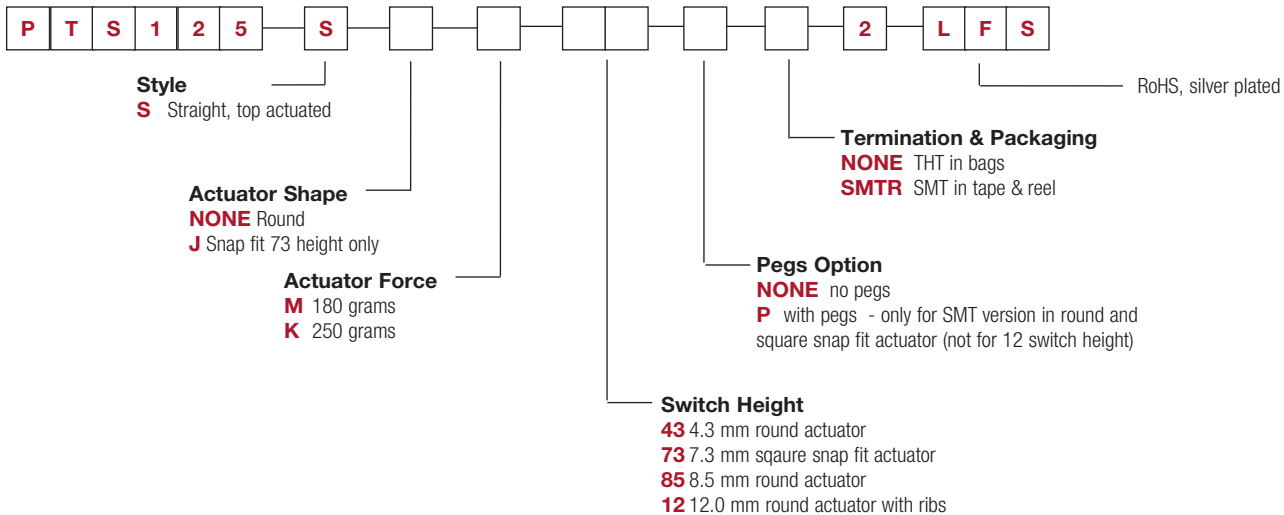 P T S 1 2 5 S 2 L F S
Style
S Straight, top actuated
RoHS, silver plated
Termination & Packaging
NONE THT in bags
SMTR SMT in tape & reel
Actuator Shape
NONE Round
J Snap fit 73 height only
Actuator Force
M 180 grams
K 250 grams
Pegs Option
NONE no pegs
P with pegs - only for SMT version in round and
square snap fit actuator (not for 12 switch height)
Switch Height
43 4.3 mm round actuator
73 7.3 mm sqaure snap fit actuator
85 8.5 mm round actuator
12 12.0 mm round actuator with ribs